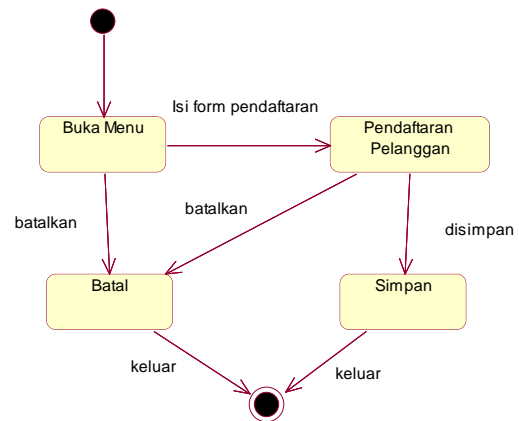 Isi form pendaftaran
Buka Menu
Pendaftaran
Pelanggan
batalkan
batalkan
disimpan
Batal
Simpan
keluar
keluar